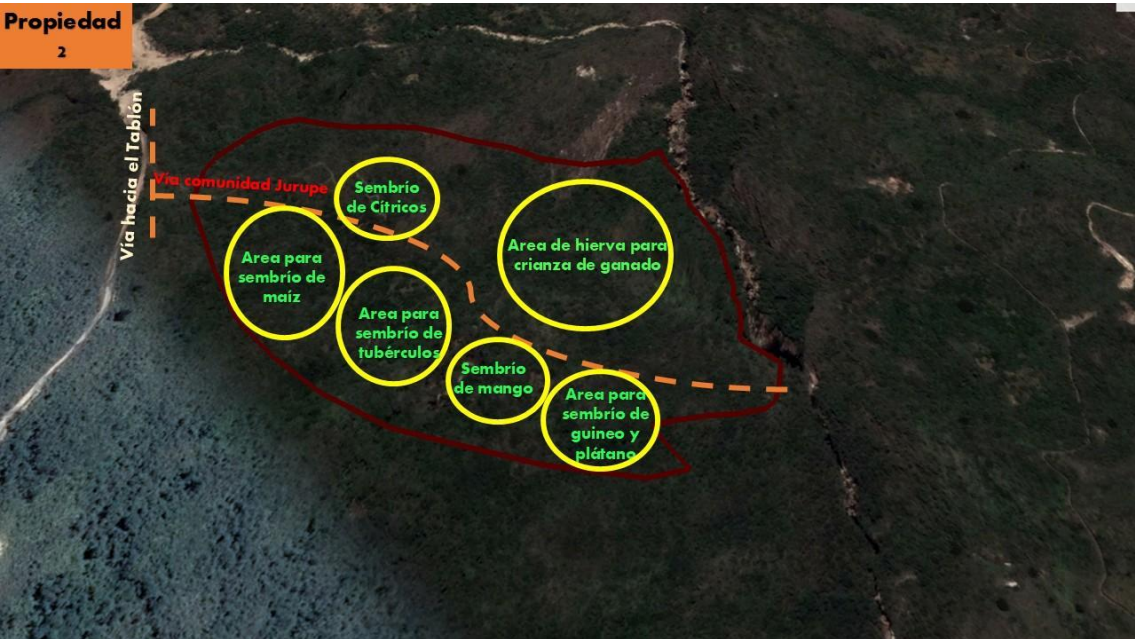 Propiedad
2
Vía hacia el Tablón
Vía comunidad Jurupe
Sembrío
de Cítricos
Area de hierva para
crianza de ganado
Area para
sembrío de
maíz
Area para
sembrío de
tubérculos
Sembrío
de mango
Area para
sembrío de
guineo y
plátano